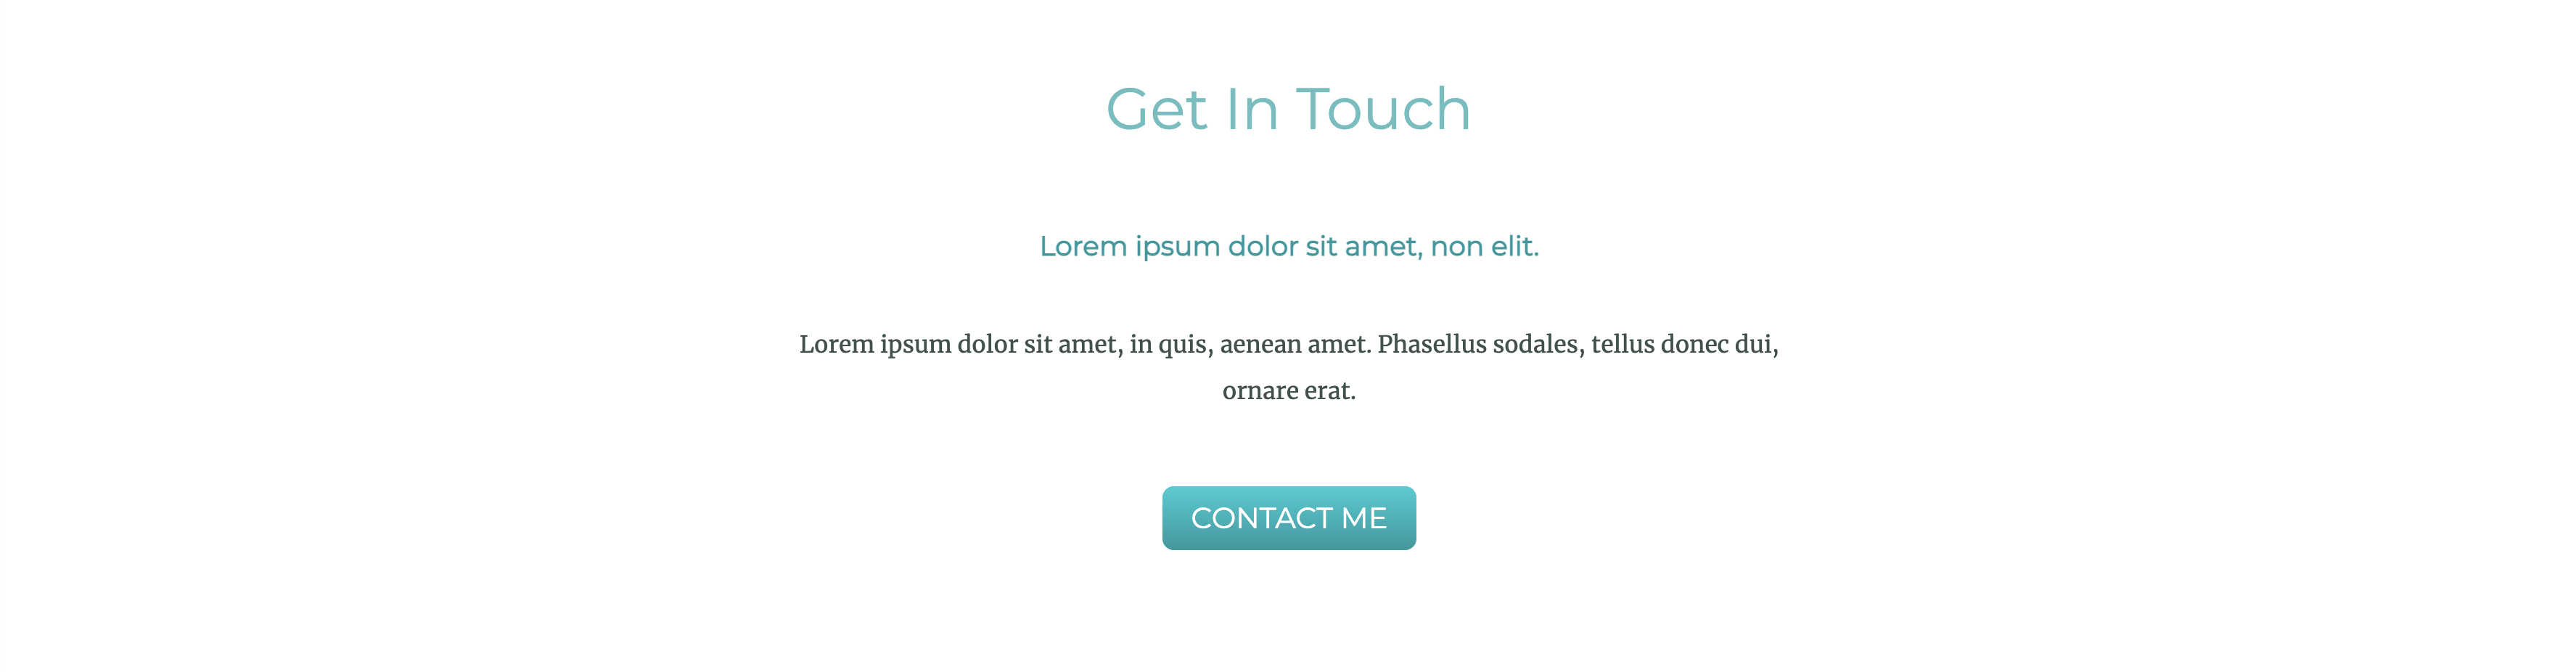 Get In Touch
Lorem ipsum dolor sit amet, non elit.
Lorem ipsum dolor sit amet, in quis, aenean amet. Phasellus sodales, tellus donec dui,
ornare erat.
CONTACT ME